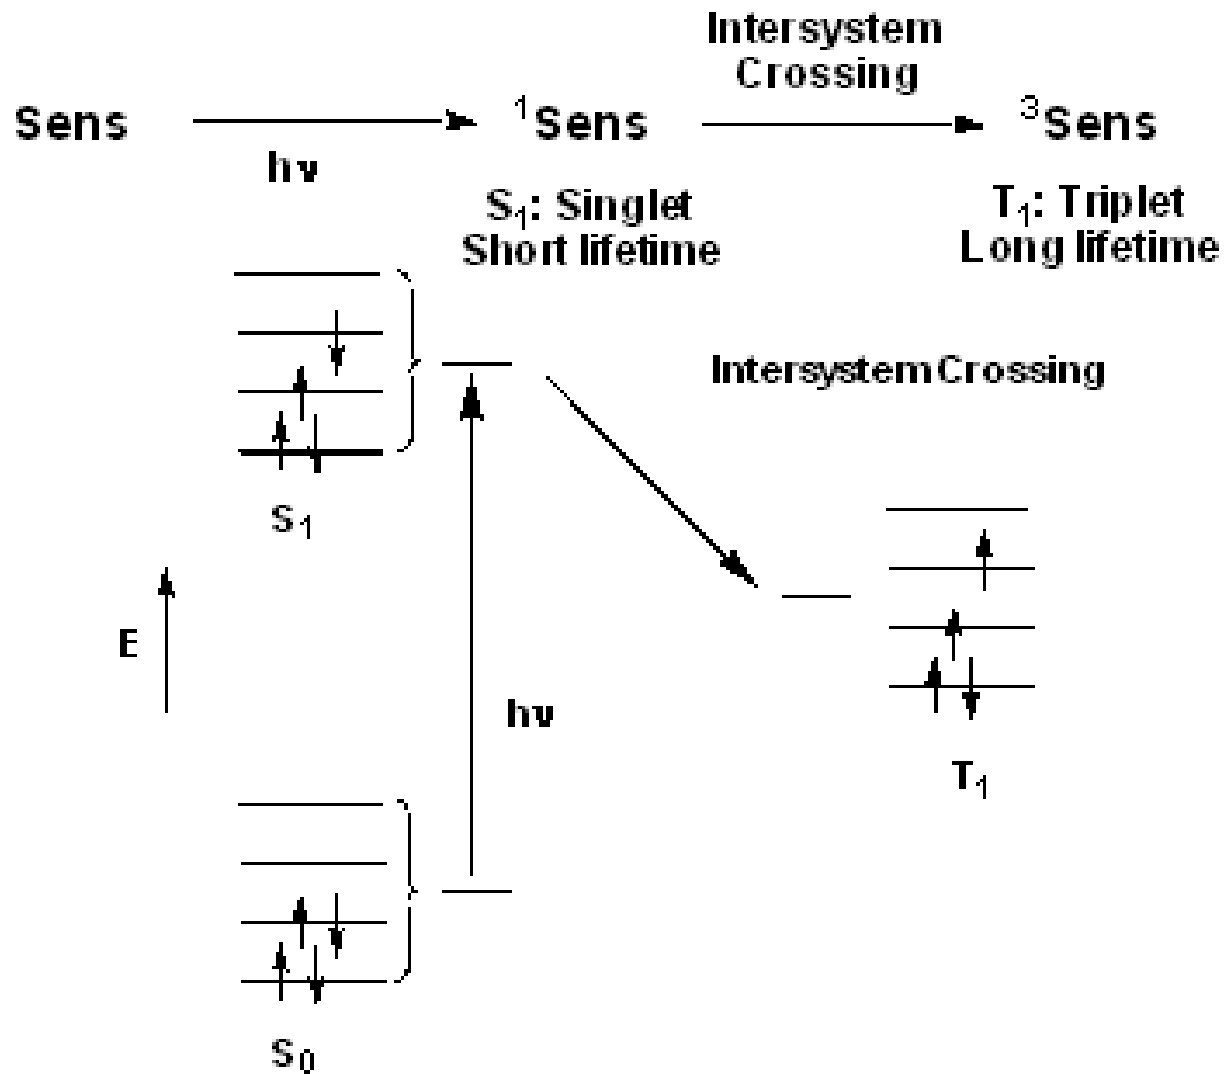 Intersystem
Crossing
Sens
¹Sens
³Sens
hν
S₁: Singlet
Short lifetime
T₁: Triplet
Long lifetime
Intersystem Crossing
S₁
E
hν
T₁
S₀